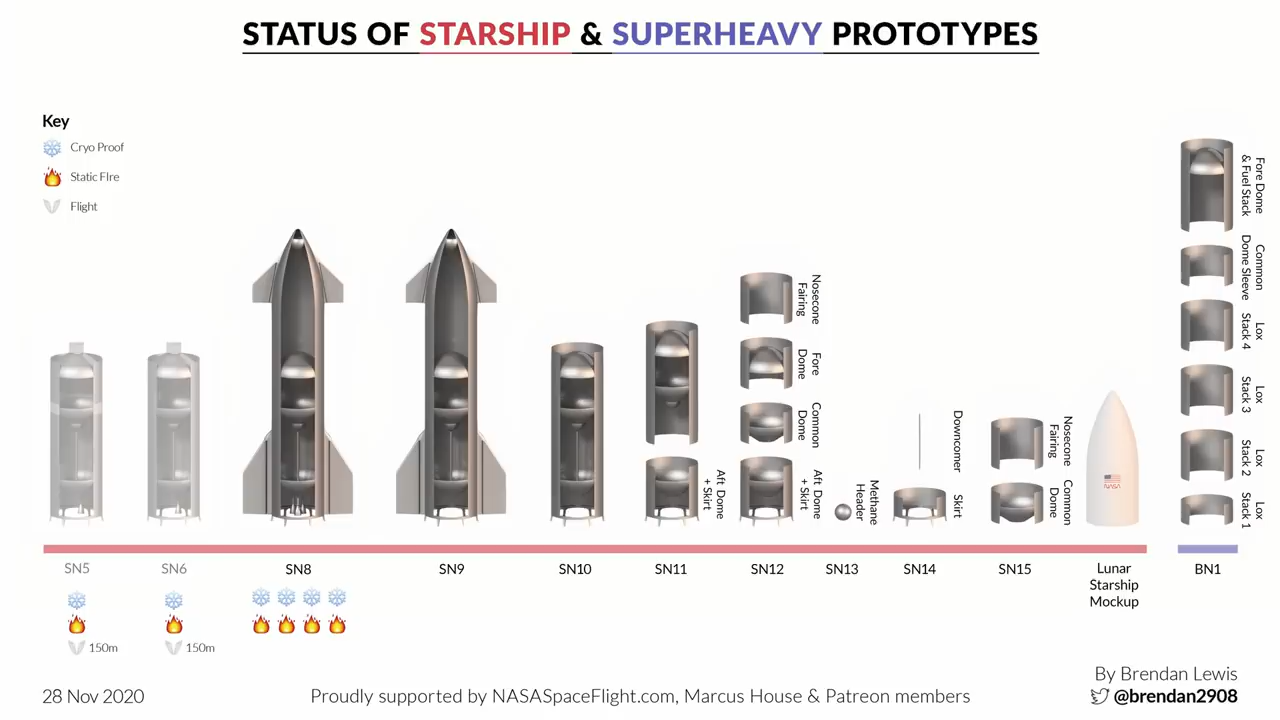 STATUS OF STARSHIP & SUPERHEAVY PROTOTYPES
Key
Cryo Proof
Static FIre
Flight
Nosecone
Fairing
Fore
Dome
Common
Dome
Aft Dome
+ Skirt
Aft Dome
+ Skirt
Methane
Header
Downcomer
Skirt
Nosecone
Fairing
Common
Dome
NASA
Fore Dome
& Fuel Stack
Common
Dome Sleeve
Lox
Stack 4
Lox
Stack 3
Lox
Stack 2
Lox
Stack 1
SN5
SN6
SN8
SN9
SN10
SN11
SN12
SN13
SN14
SN15
Lunar
Starship
Mockup
BN1
150m
150m
28 Nov 2020
Proudly supported by NASASpaceFlight.com, Marcus House & Patreon members
By Brendan Lewis
@brendan2908